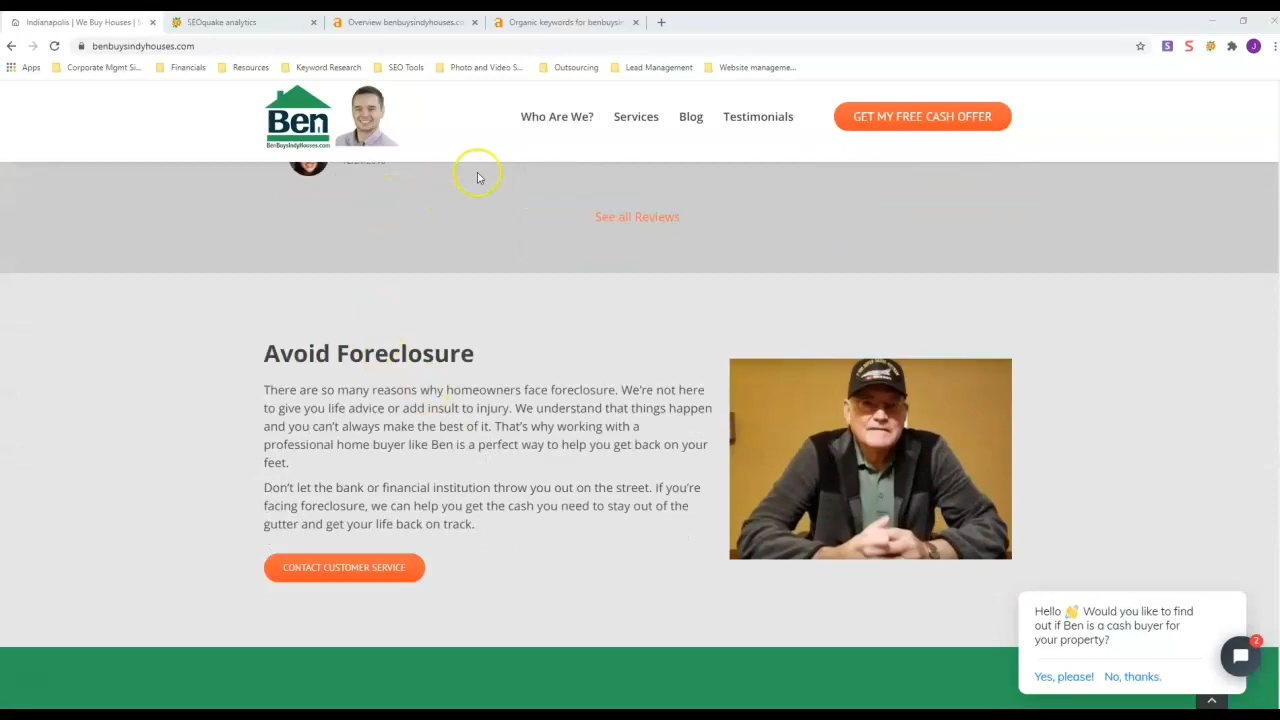 Indianapolis | We Buy Houses | S
SEOquake analytics
Overview benbuysindyhouses.co
Organic keywords for benbuysin
benbuysindyhouses.com
Apps
Corporate Mgmt Si...
Financials
Resources
Keyword Research
SEO Tools
Photo and Video S...
Outsourcing
Lead Management
Website manageme...
Ben
BenBuysIndyHouses.com
Who Are We?
Services
Blog
Testimonials
GET MY FREE CASH OFFER
See all Reviews
Avoid Foreclosure
There are so many reasons why homeowners face foreclosure. We're not here
to give you life advice or add insult to injury. We understand that things happen
and you can't always make the best of it. That's why working with a
professional home buyer like Ben is a perfect way to help you get back on your
feet.
Don't let the bank or financial institution throw you out on the street. If you're
facing foreclosure, we can help you get the cash you need to stay out of the
gutter and get your life back on track.
CONTACT CUSTOMER SERVICE
Hello 👋 Would you like to find
out if Ben is a cash buyer for
your property?
Yes, please!
No, thanks.
2